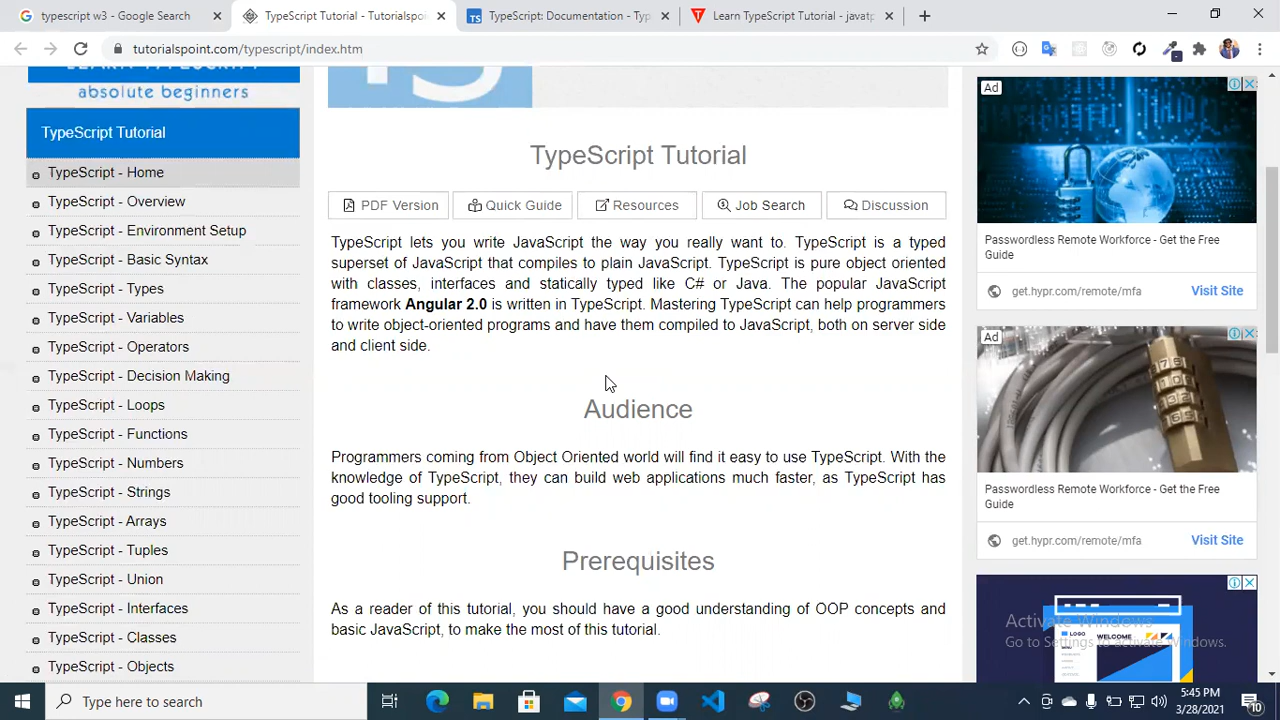 typescript w3 - Google Search
TypeScript Tutorial - Tutorialspo
TypeScript: Documentation - Typ
Learn TypeScript Tutorial - javatp
tutorialspoint.com/typescript/index.htm
absolute beginners
TypeScript Tutorial
TypeScript - Home
TypeScript - Overview
TypeScript - Environment Setup
TypeScript - Basic Syntax
TypeScript - Types
TypeScript - Variables
TypeScript - Operators
TypeScript - Decision Making
TypeScript - Loops
TypeScript - Functions
TypeScript - Numbers
TypeScript - Strings
TypeScript - Arrays
TypeScript - Tuples
TypeScript - Union
TypeScript - Interfaces
TypeScript - Classes
TypeScript - Objects
TypeScript Tutorial
PDF Version
Quick Guide
Resources
Job Search
Discussion
TypeScript lets you write JavaScript the way you really want to. TypeScript is a typed
superset of JavaScript that compiles to plain JavaScript. TypeScript is pure object oriented
with classes, interfaces and statically typed like C# or Java. The popular JavaScript
framework Angular 2.0 is written in TypeScript. Mastering TypeScript can help programmers
to write object-oriented programs and have them compiled to JavaScript, both on server side
and client side.
Audience
Programmers coming from Object Oriented world will find it easy to use TypeScript. With the
knowledge of TypeScript, they can build web applications much faster, as TypeScript has
good tooling support.
Prerequisites
As a reader of this tutorial, you should have a good understanding of OOP concepts and
basic JavaScript, to make the most of this tutorial.
Ad
Passwordless Remote Workforce - Get the Free
Guide
get.hypr.com/remote/mfa
Visit Site
Ad
Passwordless Remote Workforce - Get the Free
Guide
get.hypr.com/remote/mfa
Visit Site
LOGO
WELCOME
Activate Windows
Go to Settings to activate Windows.
Type here to search
5:45 PM
3/28/2021
10